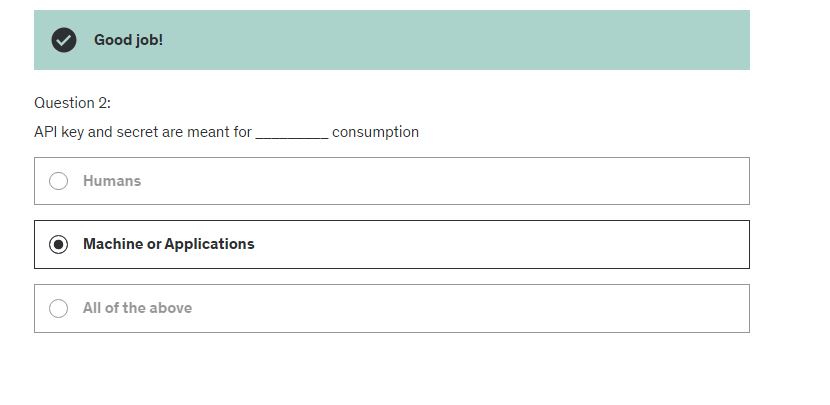 Good job!
Question 2:
API key and secret are meant for _________ consumption
Humans
Machine or Applications
All of the above